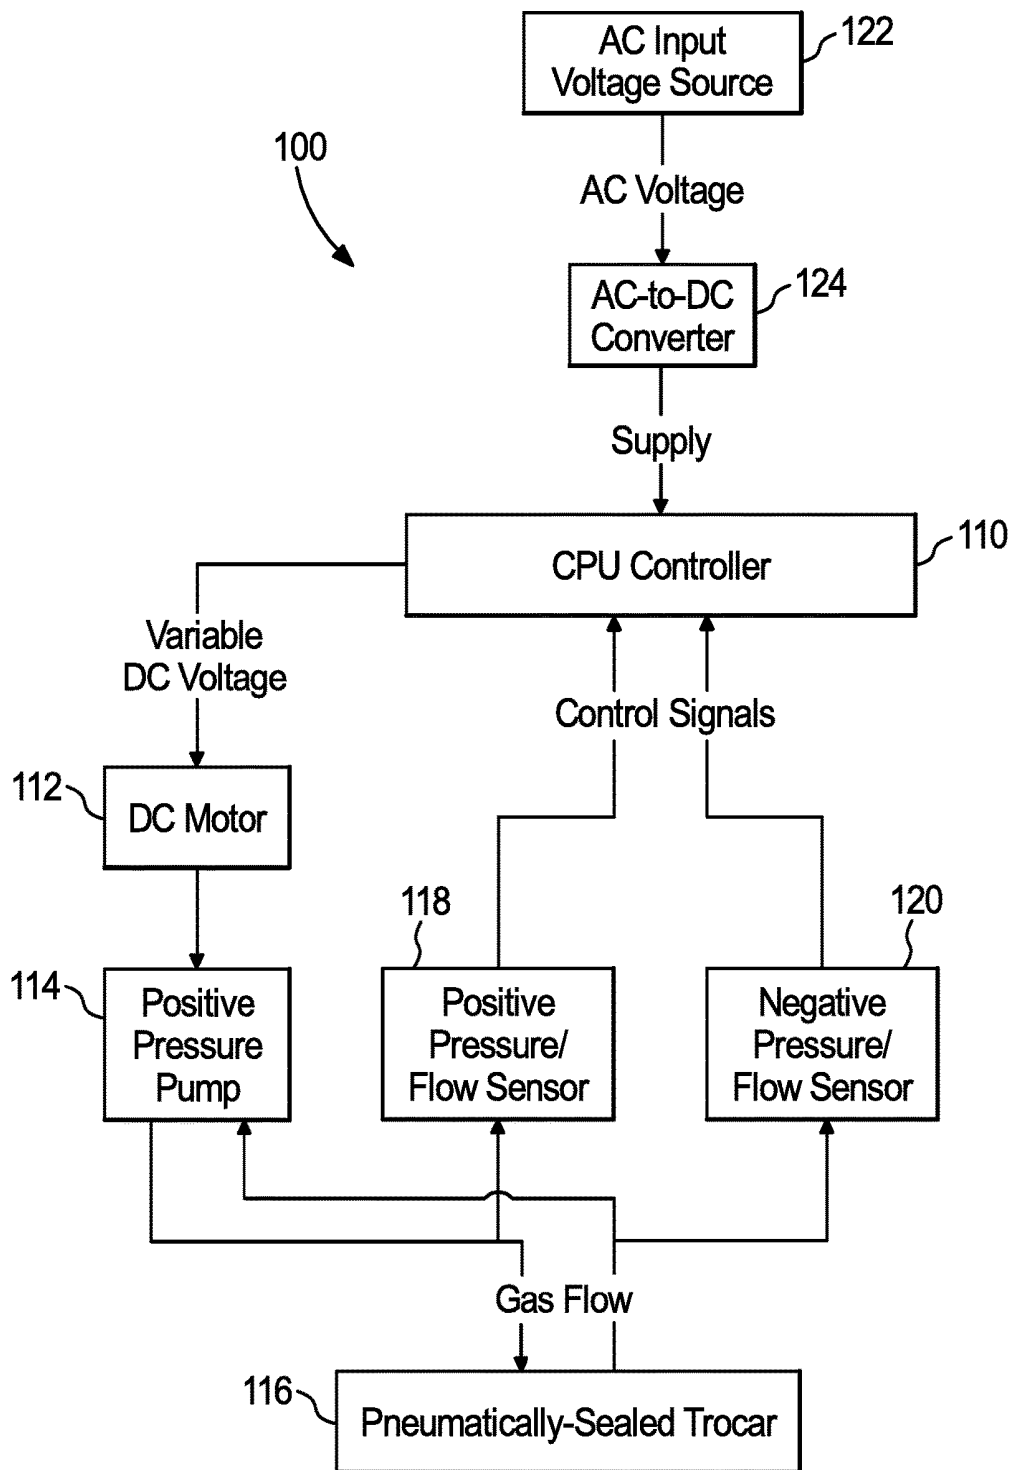 AC Input
Voltage Source
122
100
AC Voltage
AC-to-DC
Converter
124
Supply
CPU Controller
110
Variable
DC Voltage
Control Signals
112
DC Motor
118
120
114
Positive
Pressure
Pump
Positive
Pressure/
Flow Sensor
Negative
Pressure/
Flow Sensor
Gas Flow
116
Pneumatically-Sealed Trocar